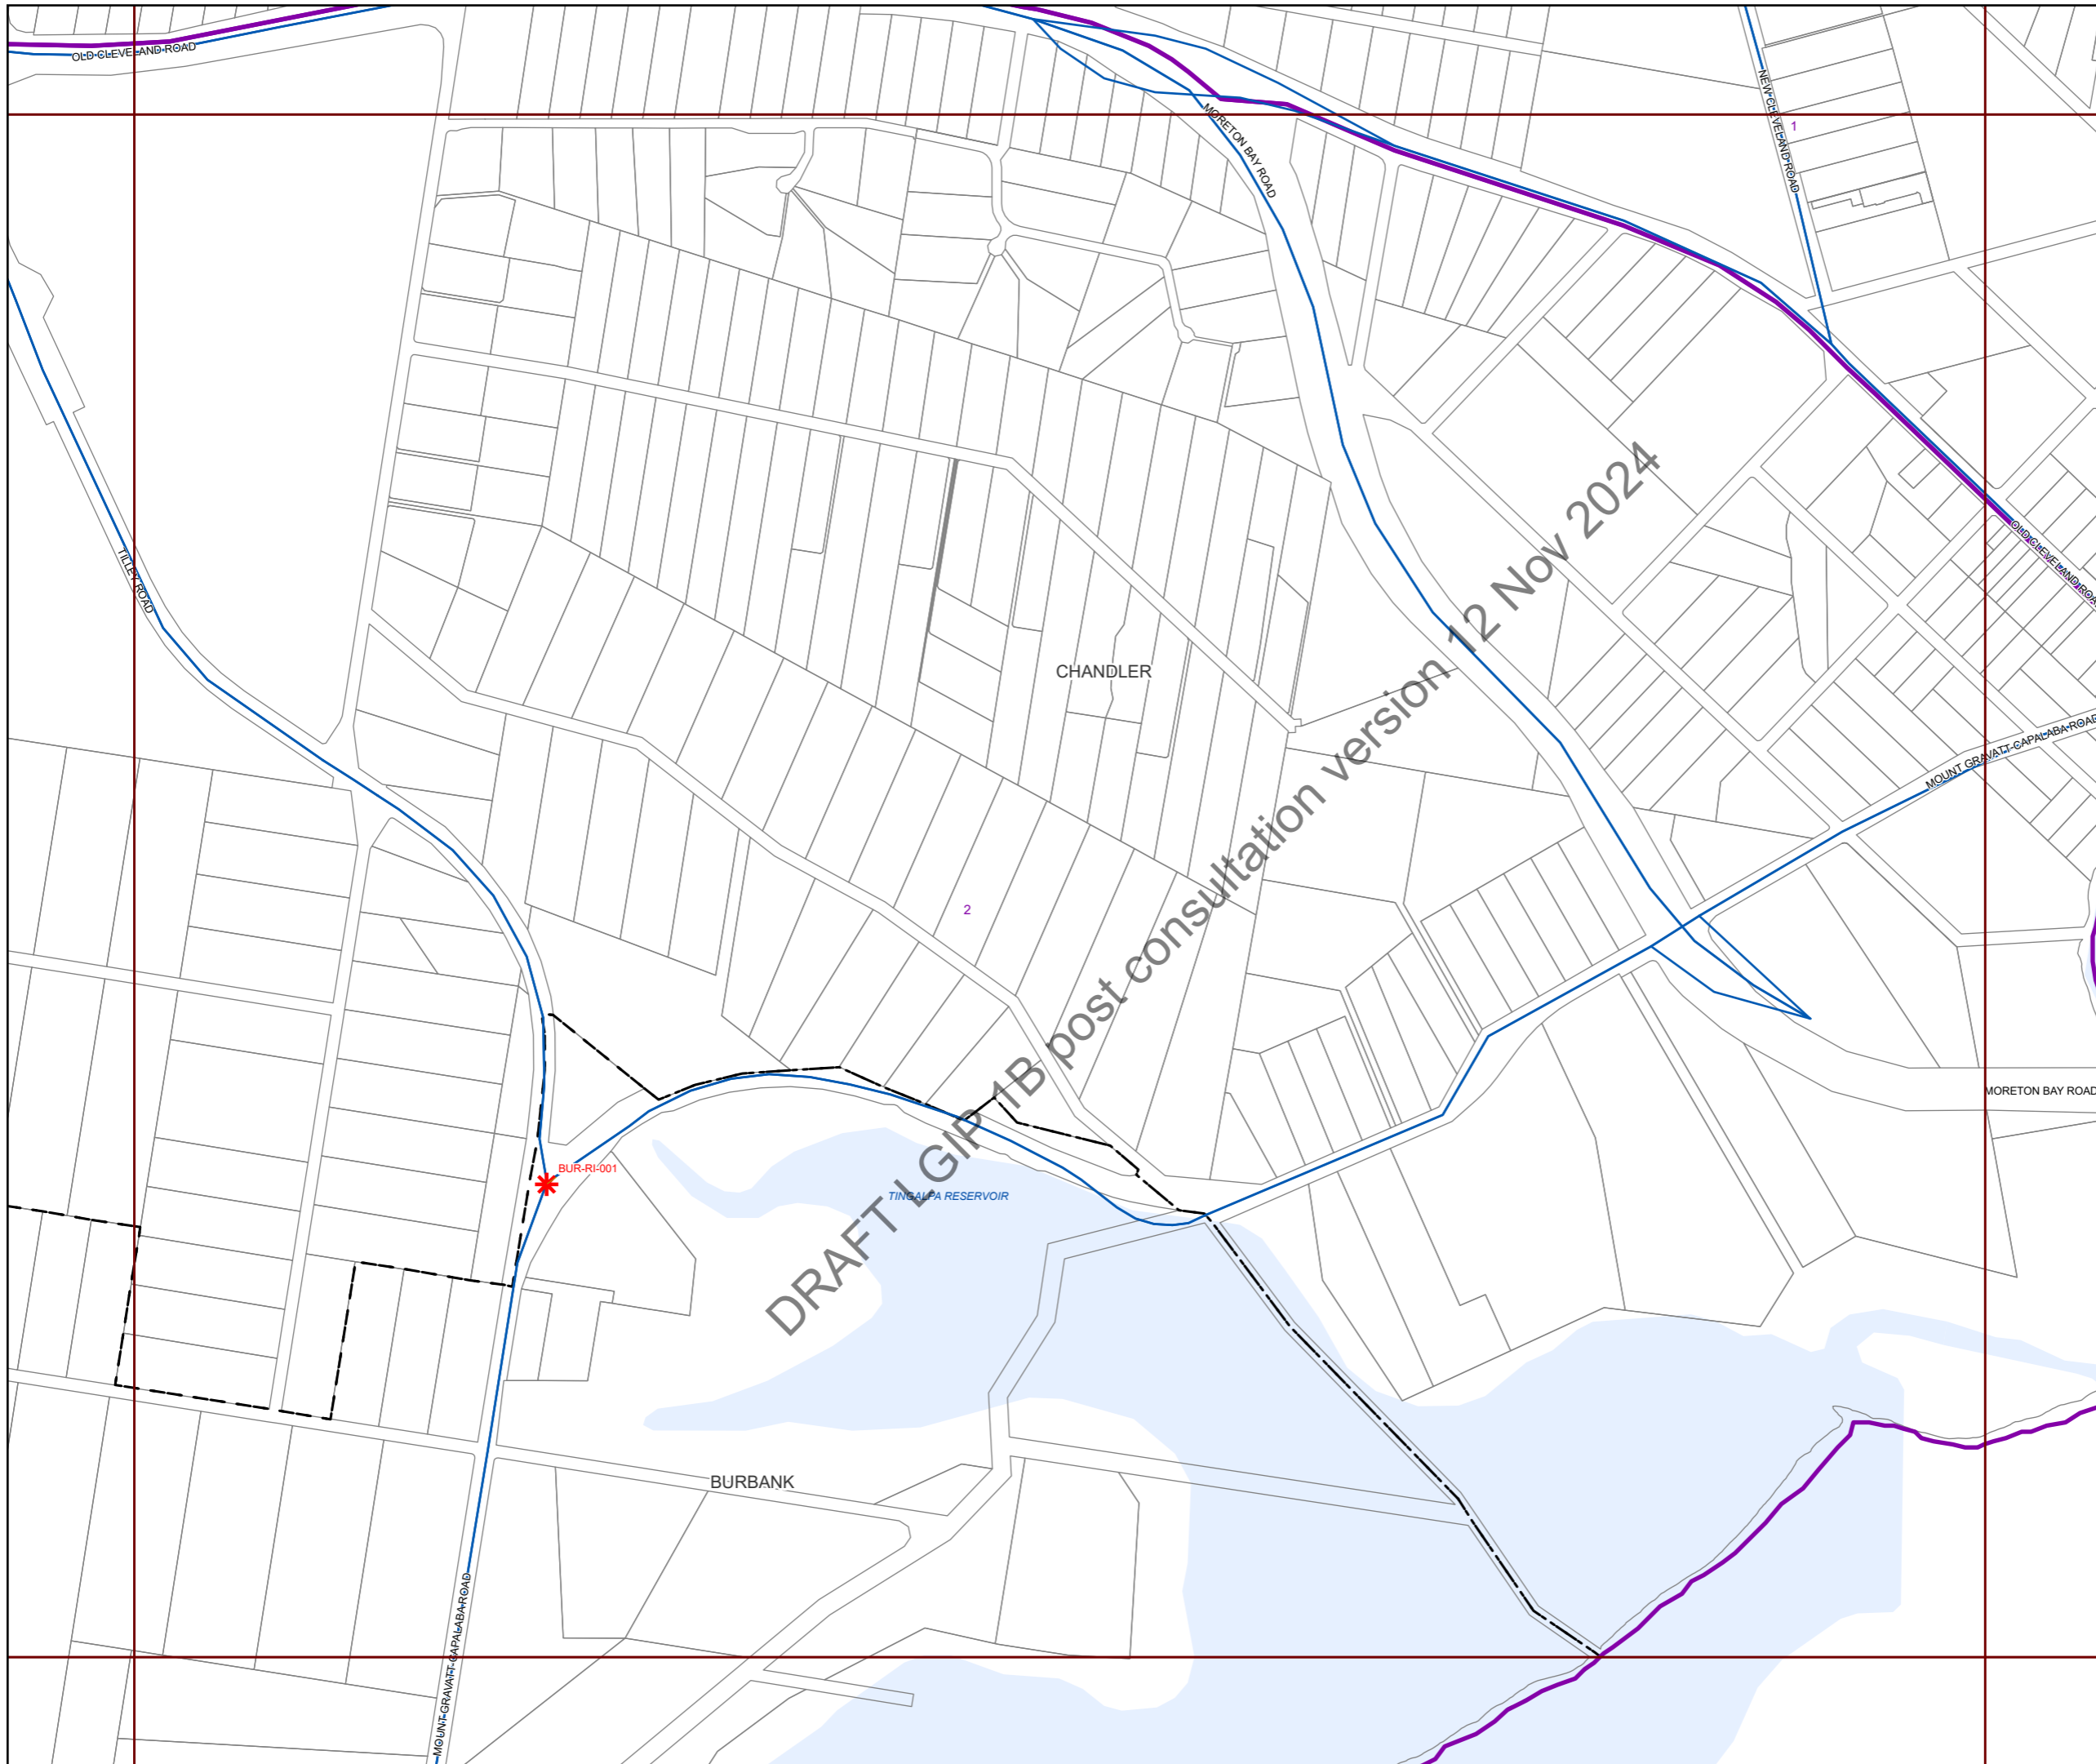 OLD CLEVELAND ROAD
MORETON BAY ROAD
NEW CLEVELAND ROAD
1
TILLEY ROAD
OLD CLEVELAND ROA
CHANDLER
MOUNT GRAVATT-CAPALABA ROAD
2
DRAFT LGIP 1B post consultation version 12 Nov 2024
MORETON BAY ROAD
BUR-RI-001
TINGALPA RESERVOIR
BURBANK
MOUNT GRAVATT-CAPALABA ROAD